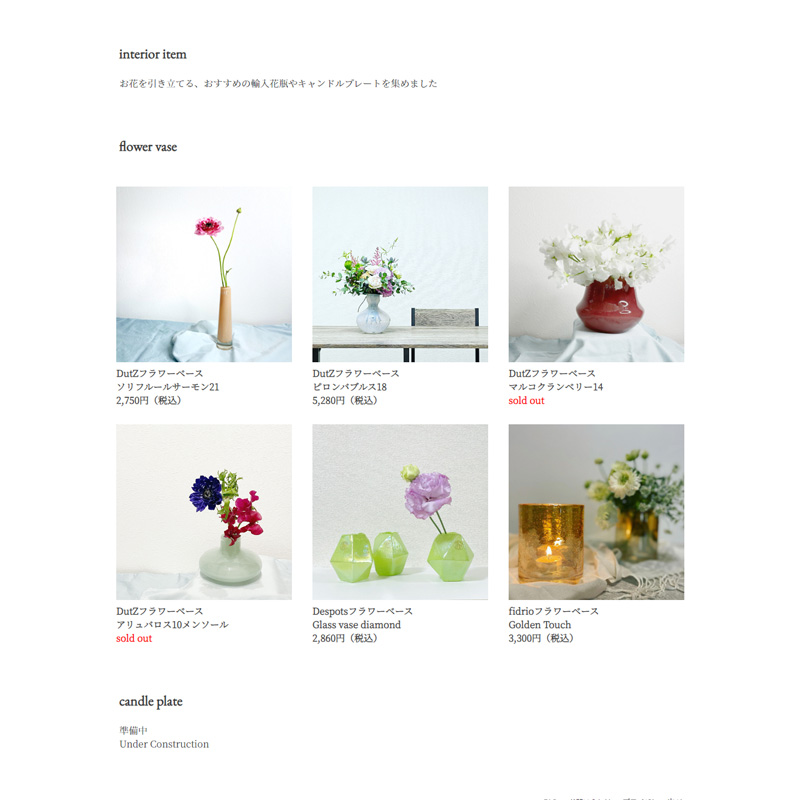 interior item
お花を引き立てる、おすすめの輸入花瓶やキャンドルプレートを集めました
flower vase
DutZフラワーベース
ソリフルールサーモン21
2,750円（税込）
DutZフラワーベース
ピロンバブルス18
5,280円（税込）
DutZフラワーベース
マルコクランベリー14
sold out
DutZフラワーベース
アリュバロス10メンソール
sold out
Despotsフラワーベース
Glass vase diamond
2,860円（税込）
fidrioフラワーベース
Golden Touch
3,300円（税込）
candle plate
準備中
Under Construction